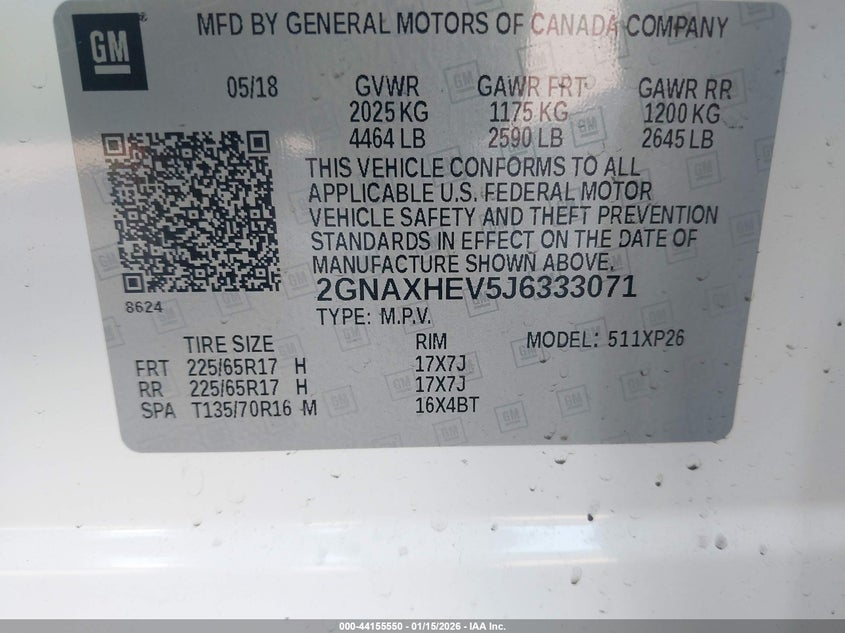 GM
MFD BY GENERAL MOTORS OF CANADA COMPANY
05/18 GVWR GAWR FRT GAWR RR
2025 KG 1175 KG 1200 KG
4464 LB 2590 LB 2645 LB
THIS VEHICLE CONFORMS TO ALL
APPLICABLE U.S. FEDERAL MOTOR
VEHICLE SAFETY AND THEFT PREVENTION
STANDARDS IN EFFECT ON THE DATE OF
MANUFACTURE SHOWN ABOVE.
8624
2GNAXHEV5J6333071
TYPE: M.P.V.
TIRE SIZE RIM MODEL: 511XP26
FRT 225/65R17 H 17X7J
RR 225/65R17 H 17X7J
SPA T135/70R16 M 16X4BT
000-44155550 - 01/15/2026 - IAA Inc.